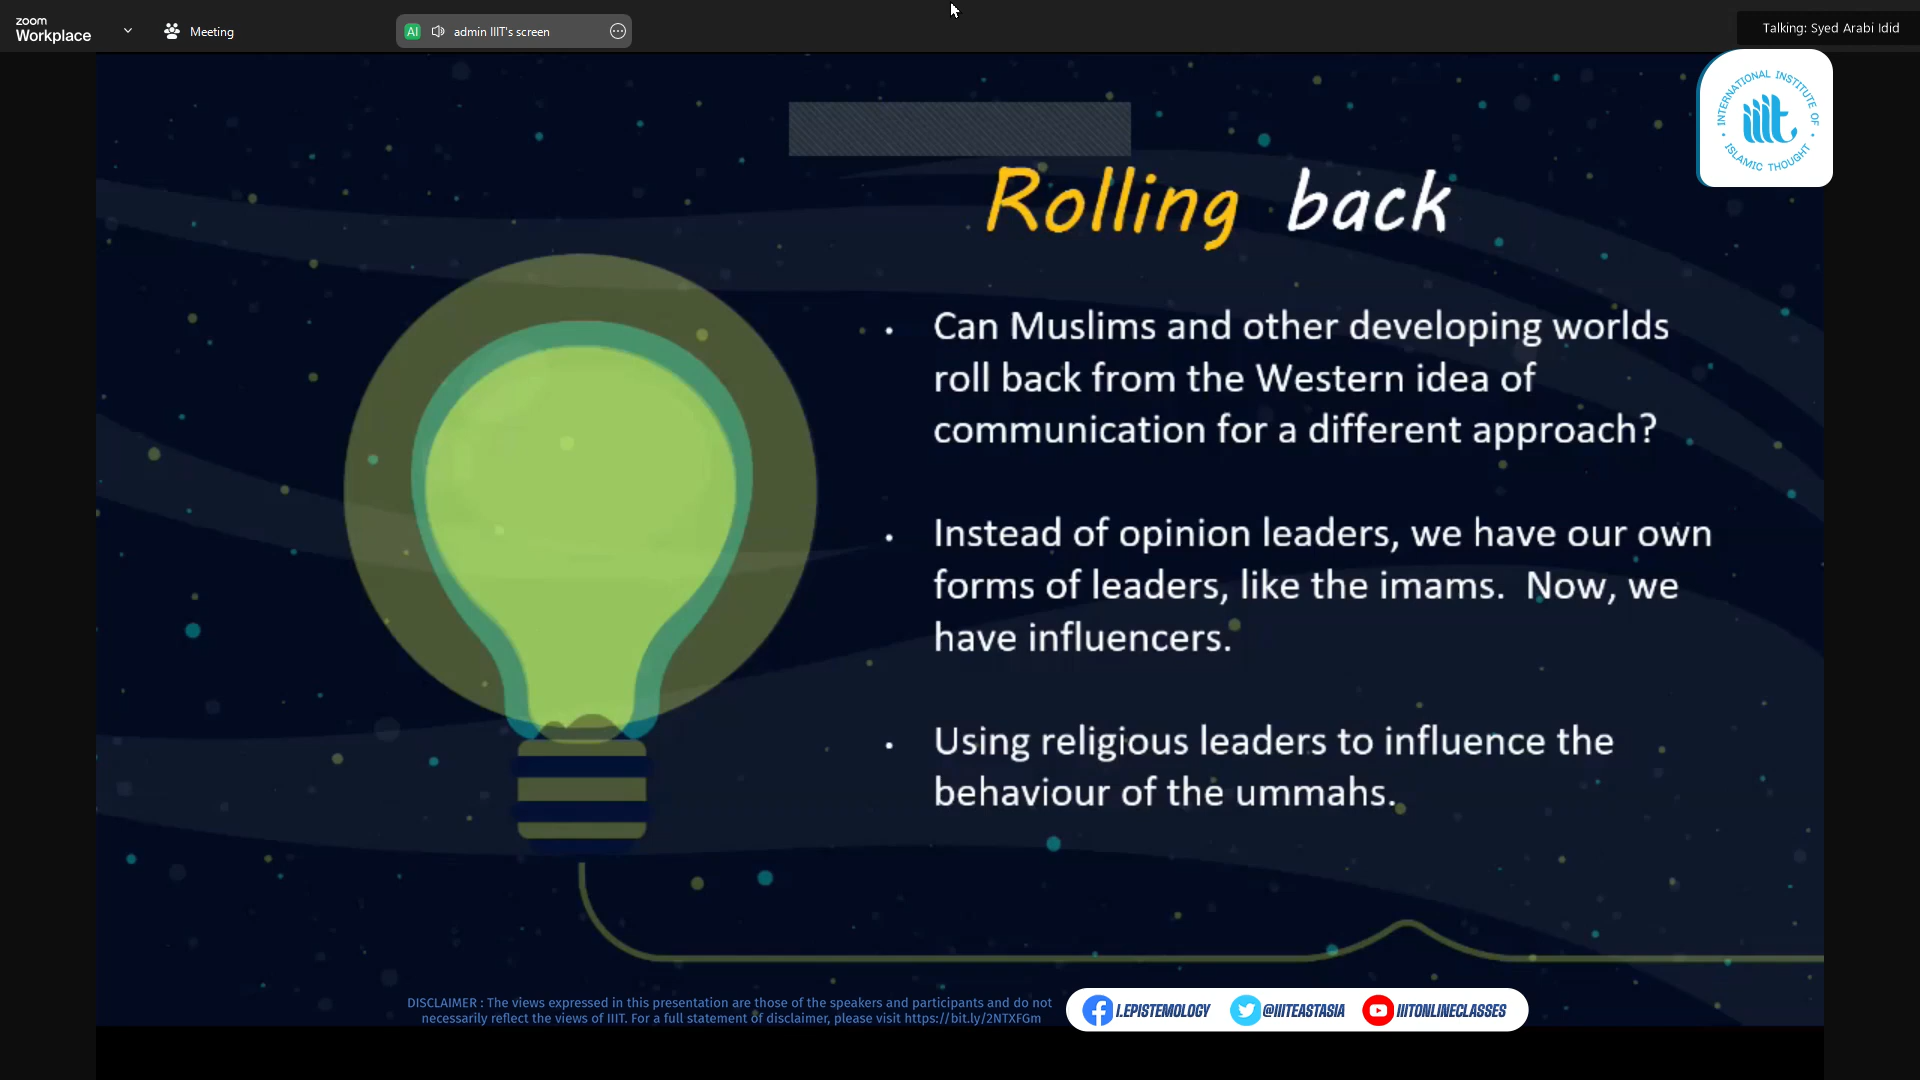 zoom
Workplace
Meeting
AI
admin IIIT's screen
Talking: Syed Arabi Idid
INTERNATIONAL INSTITUTE OF
iiit
ISLAMIC THOUGHT
Rolling back
• Can Muslims and other developing worlds
roll back from the Western idea of
communication for a different approach?
• Instead of opinion leaders, we have our own
forms of leaders, like the imams.  Now, we
have influencers.
• Using religious leaders to influence the
behaviour of the ummahs.
DISCLAIMER : The views expressed in this presentation are those of the speakers and participants and do not
necessarily reflect the views of IIIT. For a full statement of disclaimer, please visit https://bit.ly/2NTXFGm
I.EPISTEMOLOGY
@IIITEASTASIA
IIITONLINECLASSES